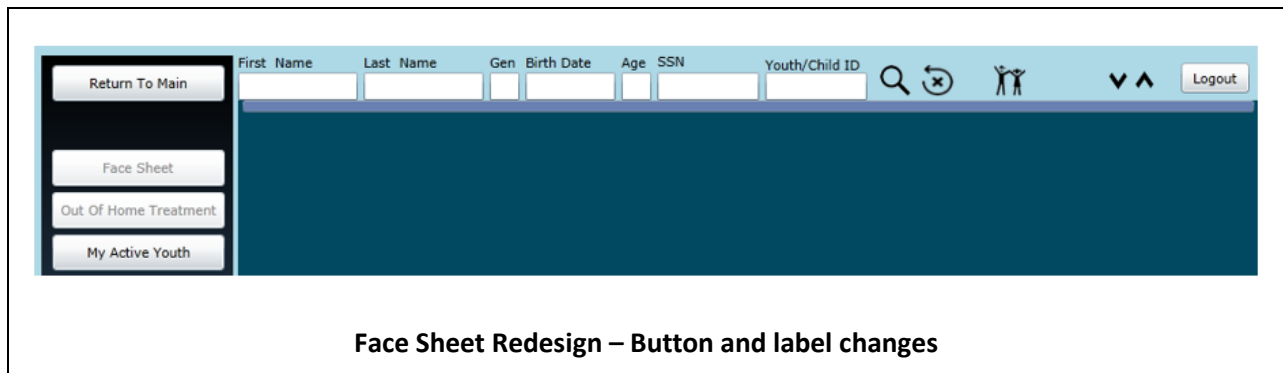 First Name Last Name Gen Birth Date Age SSN Youth/Child ID
Return To Main
Logout
Face Sheet
Out Of Home Treatment
My Active Youth
Face Sheet Redesign – Button and label changes